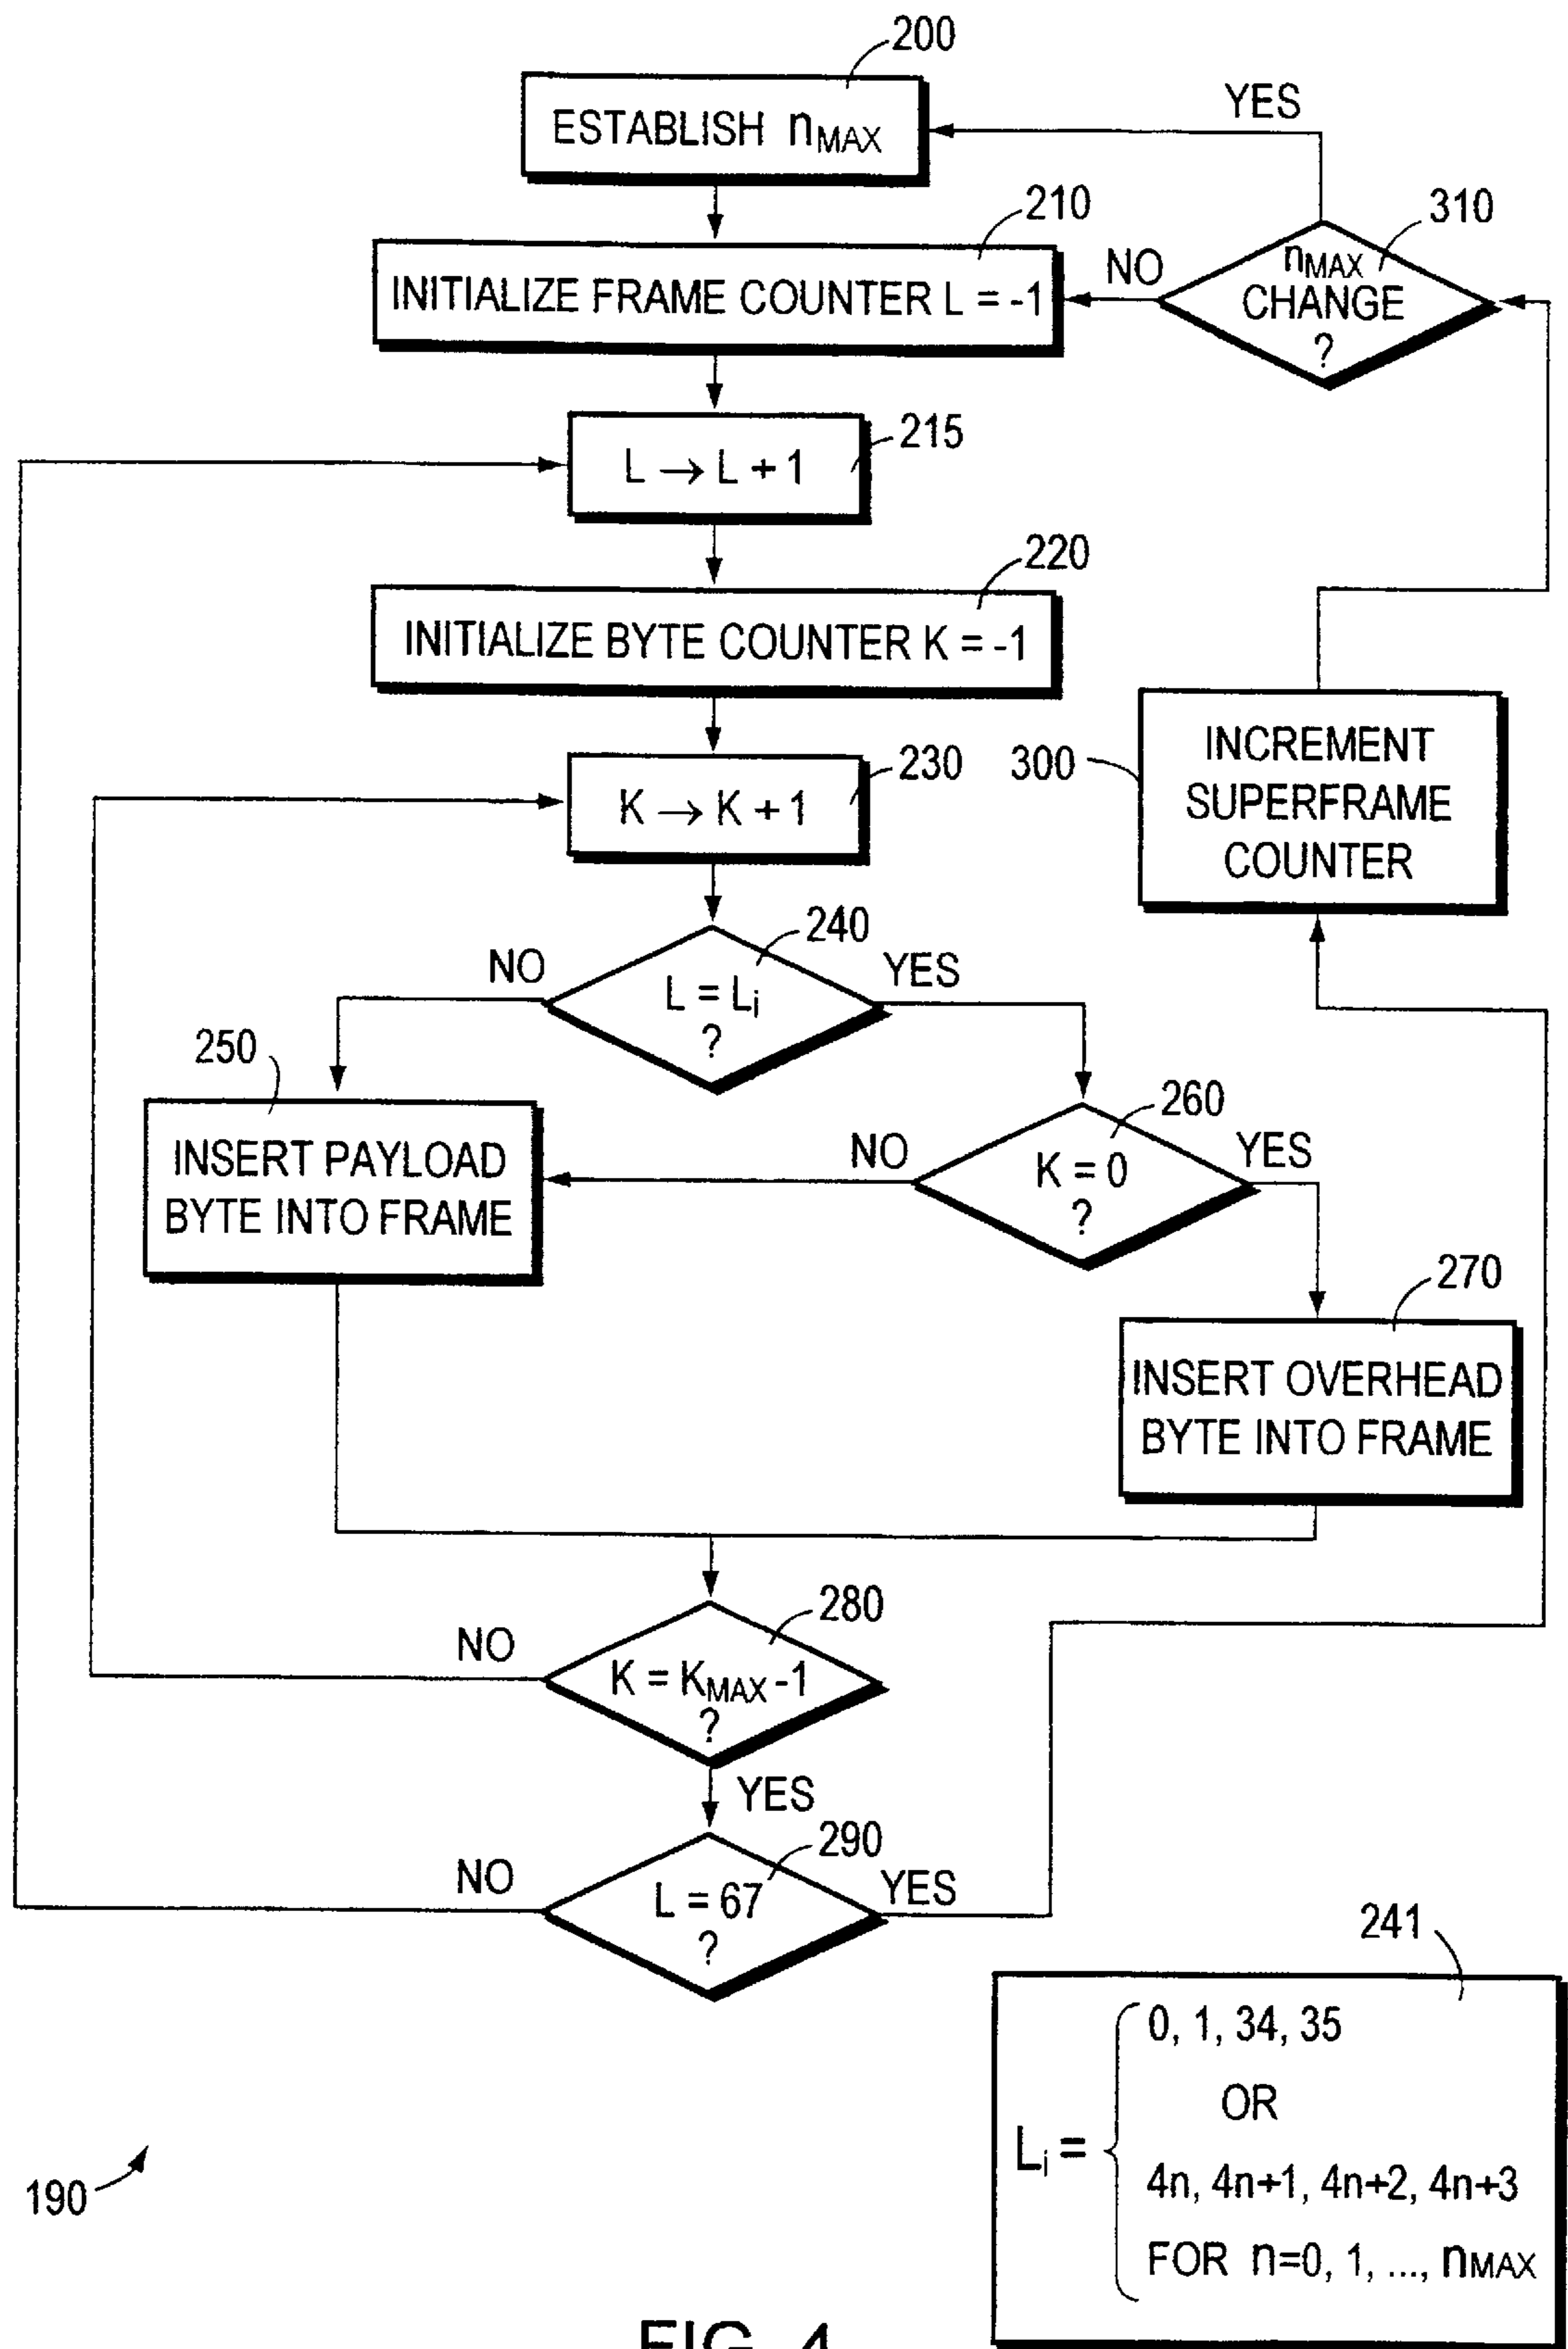 200
ESTABLISH nMAX
YES
210
310
INITIALIZE FRAME COUNTER L = -1
NO
nMAX
CHANGE
?
215
L → L + 1
220
INITIALIZE BYTE COUNTER K = -1
230
K → K + 1
300
INCREMENT
SUPERFRAME
COUNTER
240
NO
L = Li
?
YES
250
INSERT PAYLOAD
BYTE INTO FRAME
260
NO
K = 0
?
YES
270
INSERT OVERHEAD
BYTE INTO FRAME
280
NO
K = KMAX -1
?
YES
290
NO
L = 67
?
YES
241
Li =
0, 1, 34, 35
OR
4n, 4n+1, 4n+2, 4n+3
FOR n=0, 1, ..., nMAX
190
FIG. 4